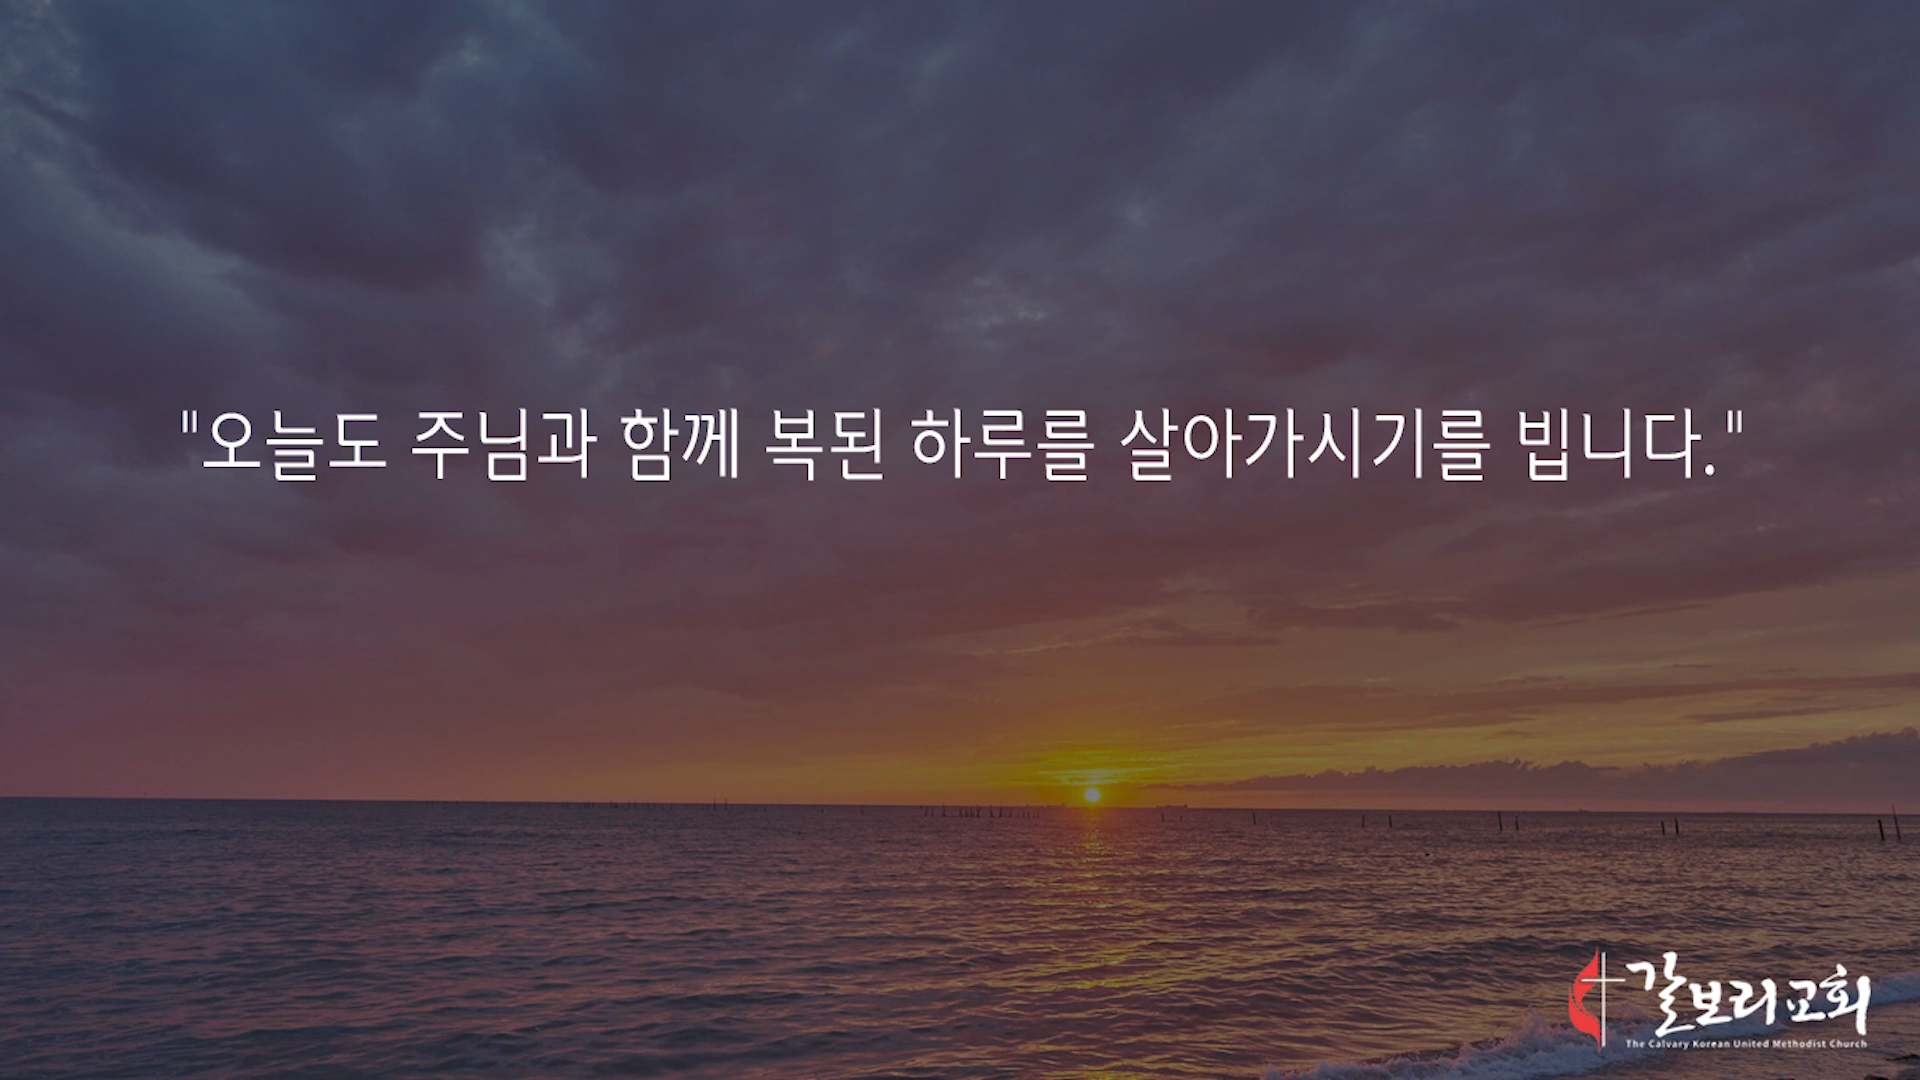 "오늘도 주님과 함께 복된 하루를 살아가시기를 빕니다."
갈보리교회
The Calvary Korean United Methodist Church